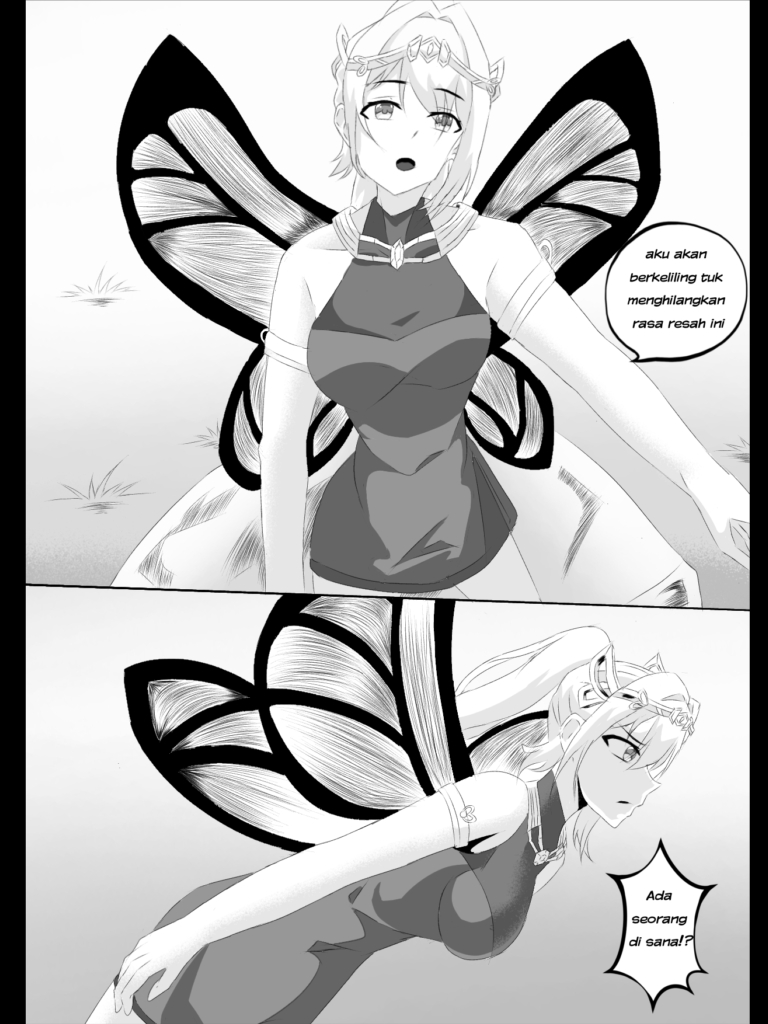 aku akan
berkeliling tuk
menghilangkan
rasa resah ini
Ada
seorang
di sana!?